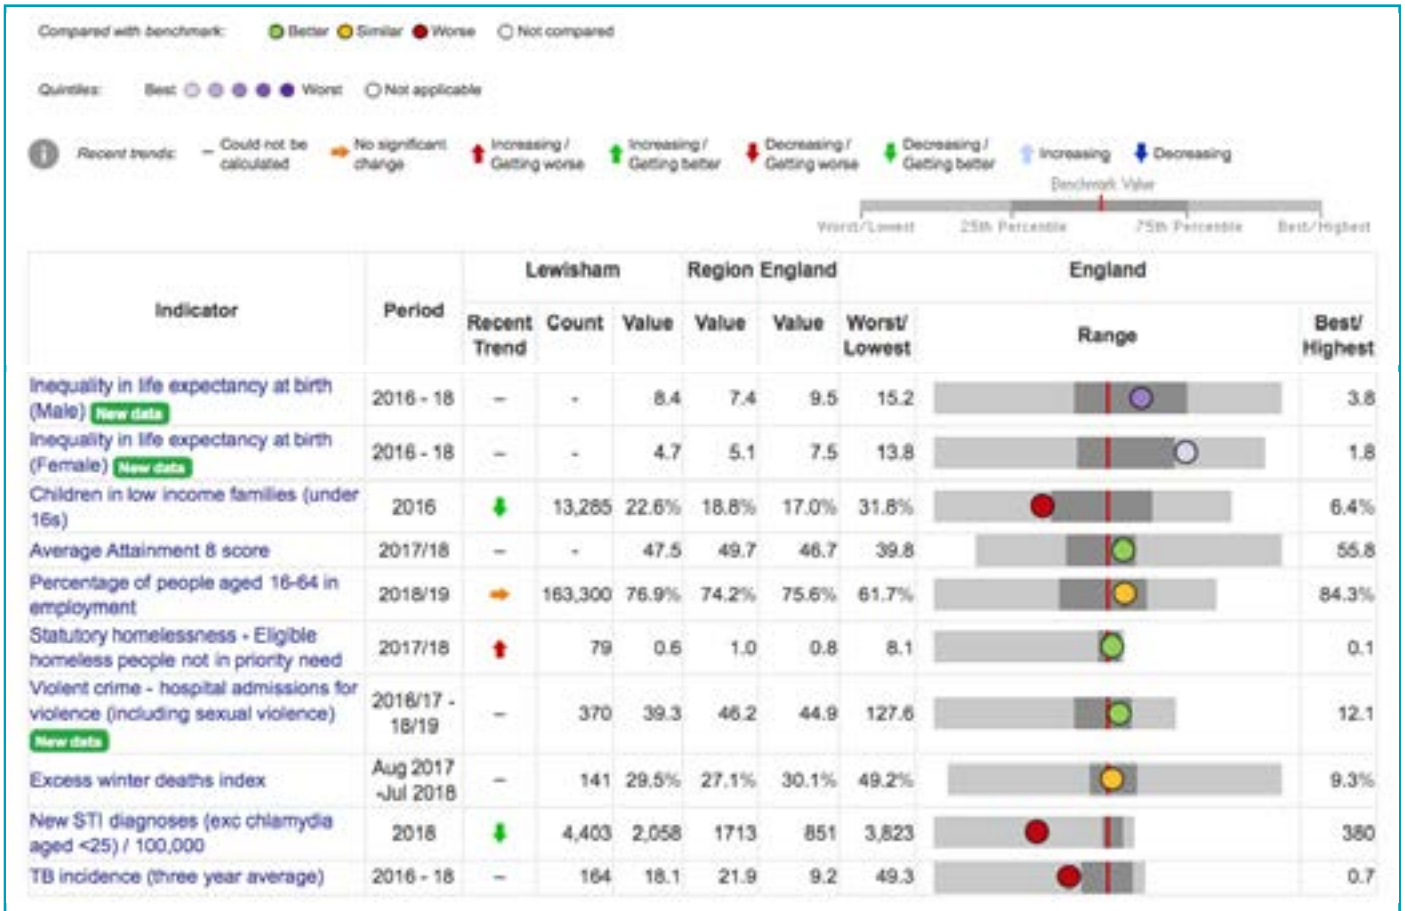 Compared with benchmark: Better Similar Worse Not compared
Quintiles: Best Worst Not applicable
Recent trends: – Could not be calculated No significant change Increasing / Getting worse Increasing / Getting better Decreasing / Getting worse Decreasing / Getting better Increasing Decreasing
Benchmark Value
Worst/Lowest 25th Percentile 75th Percentile Best/Highest
Lewisham Region England England
Indicator Period Recent Trend Count Value Value Value Worst/ Lowest Range Best/ Highest
Inequality in life expectancy at birth
(Male) New data 2016 - 18 – - 8.4 7.4 9.5 15.2 3.8
Inequality in life expectancy at birth
(Female) New data 2016 - 18 – - 4.7 5.1 7.5 13.8 1.8
Children in low income families (under
16s) 2016 13,285 22.6% 18.8% 17.0% 31.8% 6.4%
Average Attainment 8 score 2017/18 – - 47.5 49.7 46.7 39.8 55.8
Percentage of people aged 16-64 in
employment 2018/19 163,300 76.9% 74.2% 75.6% 61.7% 84.3%
Statutory homelessness - Eligible
homeless people not in priority need 2017/18 79 0.6 1.0 0.8 8.1 0.1
Violent crime - hospital admissions for
violence (including sexual violence)
New data 2016/17 - 18/19 – 370 39.3 46.2 44.9 127.6 12.1
Excess winter deaths index Aug 2017 -Jul 2018 – 141 29.5% 27.1% 30.1% 49.2% 9.3%
New STI diagnoses (exc chlamydia
aged <25) / 100,000 2018 4,403 2,058 1713 851 3,823 380
TB incidence (three year average) 2016 - 18 – 164 18.1 21.9 9.2 49.3 0.7